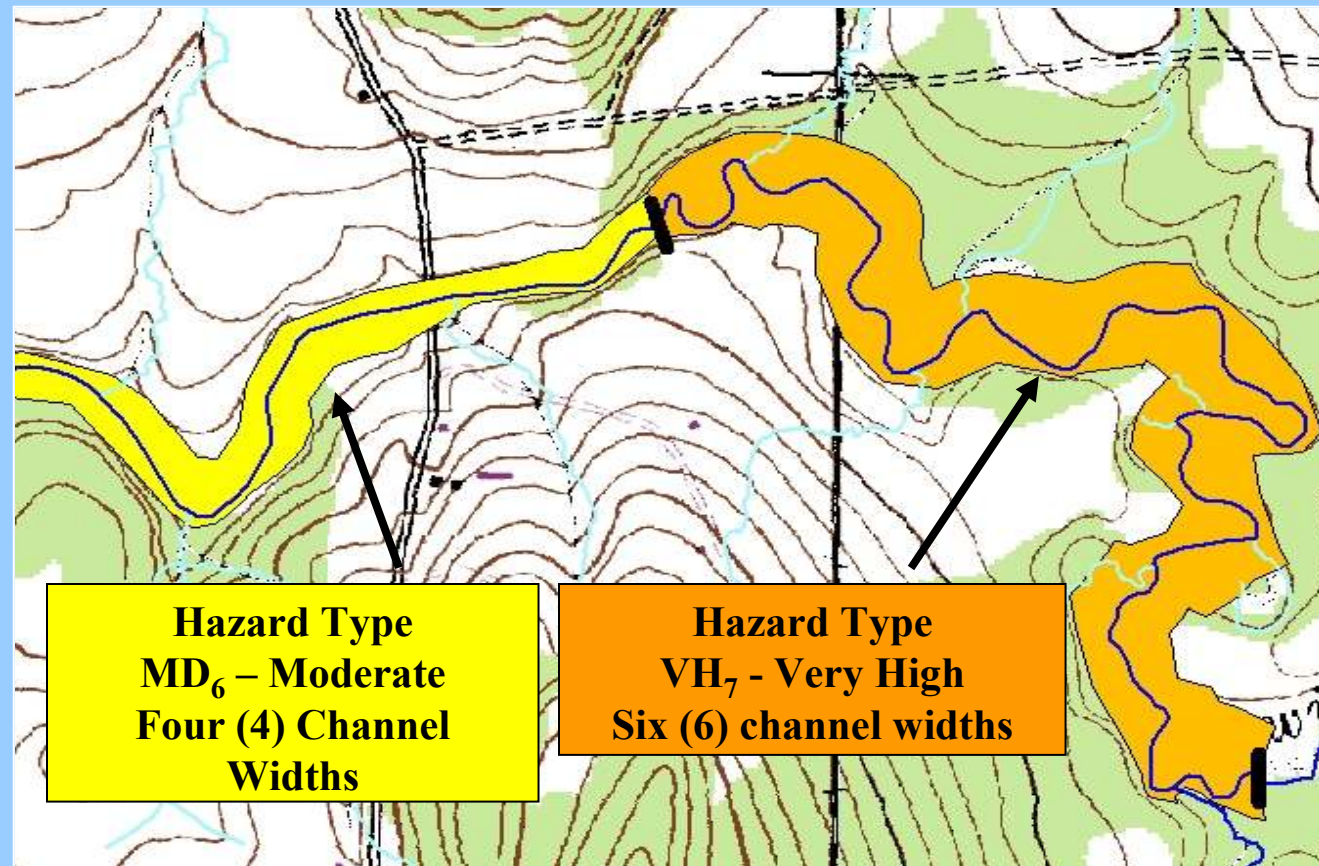 Hazard Type
MD₆ – Moderate
Four (4) Channel
Widths
Hazard Type
VH₇ - Very High
Six (6) channel widths